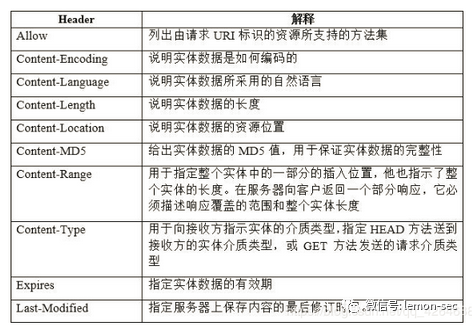 Header 解释
Allow 列出由请求 URI 标识的资源所支持的方法集
Content-Encoding 说明实体数据是如何编码的
Content-Language 说明实体数据所采用的自然语言
Content-Length 说明实体数据的长度
Content-Location 说明实体数据的资源位置
Content-MD5 给出实体数据的 MD5 值，用于保证实体数据的完整性
Content-Range 用于指定整个实体中的一部分的插入位置，他也指示了整
个实体的长度。在服务器向客户返回一个部分响应，它必
须描述响应覆盖的范围和整个实体长度
Content-Type 用于向接收方指示实体的介质类型，指定 HEAD 方法送到
接收方的实体介质类型，或 GET 方法发送的请求介质类
型
Expires 指定实体数据的有效期
Last-Modified 指定服务器上保存内容的最后修订时
微信号: lemon-sec